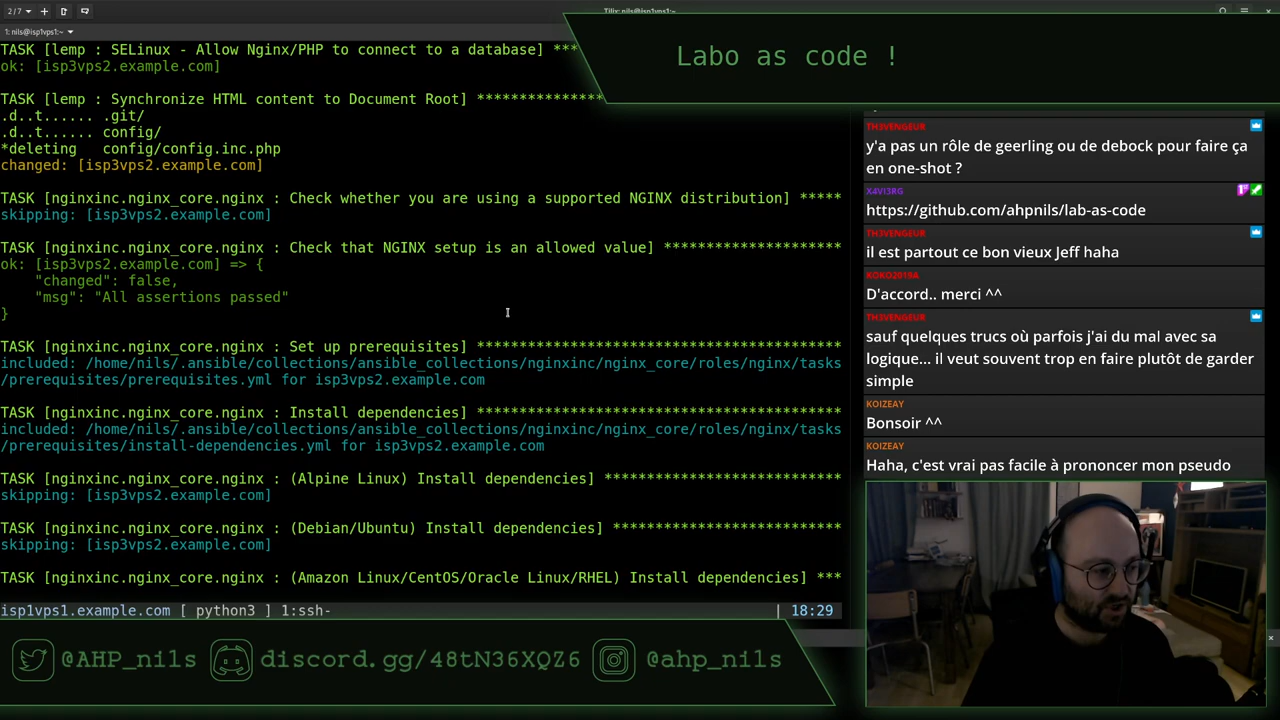 2/7
Tilix: nils@isp1vps1:~
1: nils@isp1vps1:~
TASK [lemp : SELinux - Allow Nginx/PHP to connect to a database] ***
ok: [isp3vps2.example.com]
TASK [lemp : Synchronize HTML content to Document Root] ***************
.d..t...... .git/
.d..t...... config/
*deleting   config/config.inc.php
changed: [isp3vps2.example.com]
TASK [nginxinc.nginx_core.nginx : Check whether you are using a supported NGINX distribution] *****
skipping: [isp3vps2.example.com]
TASK [nginxinc.nginx_core.nginx : Check that NGINX setup is an allowed value] *********************
ok: [isp3vps2.example.com] => {
    "changed": false,
    "msg": "All assertions passed"
}
TASK [nginxinc.nginx_core.nginx : Set up prerequisites] *******************************************
included: /home/nils/.ansible/collections/ansible_collections/nginxinc/nginx_core/roles/nginx/tasks
/prerequisites/prerequisites.yml for isp3vps2.example.com
TASK [nginxinc.nginx_core.nginx : Install dependencies] *******************************************
included: /home/nils/.ansible/collections/ansible_collections/nginxinc/nginx_core/roles/nginx/tasks
/prerequisites/install-dependencies.yml for isp3vps2.example.com
TASK [nginxinc.nginx_core.nginx : (Alpine Linux) Install dependencies] ****************************
skipping: [isp3vps2.example.com]
TASK [nginxinc.nginx_core.nginx : (Debian/Ubuntu) Install dependencies] ***************************
skipping: [isp3vps2.example.com]
TASK [nginxinc.nginx_core.nginx : (Amazon Linux/CentOS/Oracle Linux/RHEL) Install dependencies] ***
isp1vps1.example.com [ python3 ] 1:ssh- | 18:29
Labo as code !
TH3VENGEUR
y'a pas un rôle de geerling ou de debock pour faire ça
en one-shot ?
X4VI3RG
https://github.com/ahpnils/lab-as-code
TH3VENGEUR
il est partout ce bon vieux Jeff haha
KOKO2019A
D'accord.. merci ^^
TH3VENGEUR
sauf quelques trucs où parfois j'ai du mal avec sa
logique... il veut souvent trop en faire plutôt de garder
simple
KOIZEAY
Bonsoir ^^
KOIZEAY
Haha, c'est vrai pas facile à prononcer mon pseudo
@AHP_nils discord.gg/48tN36XQZ6 @ahp_nils